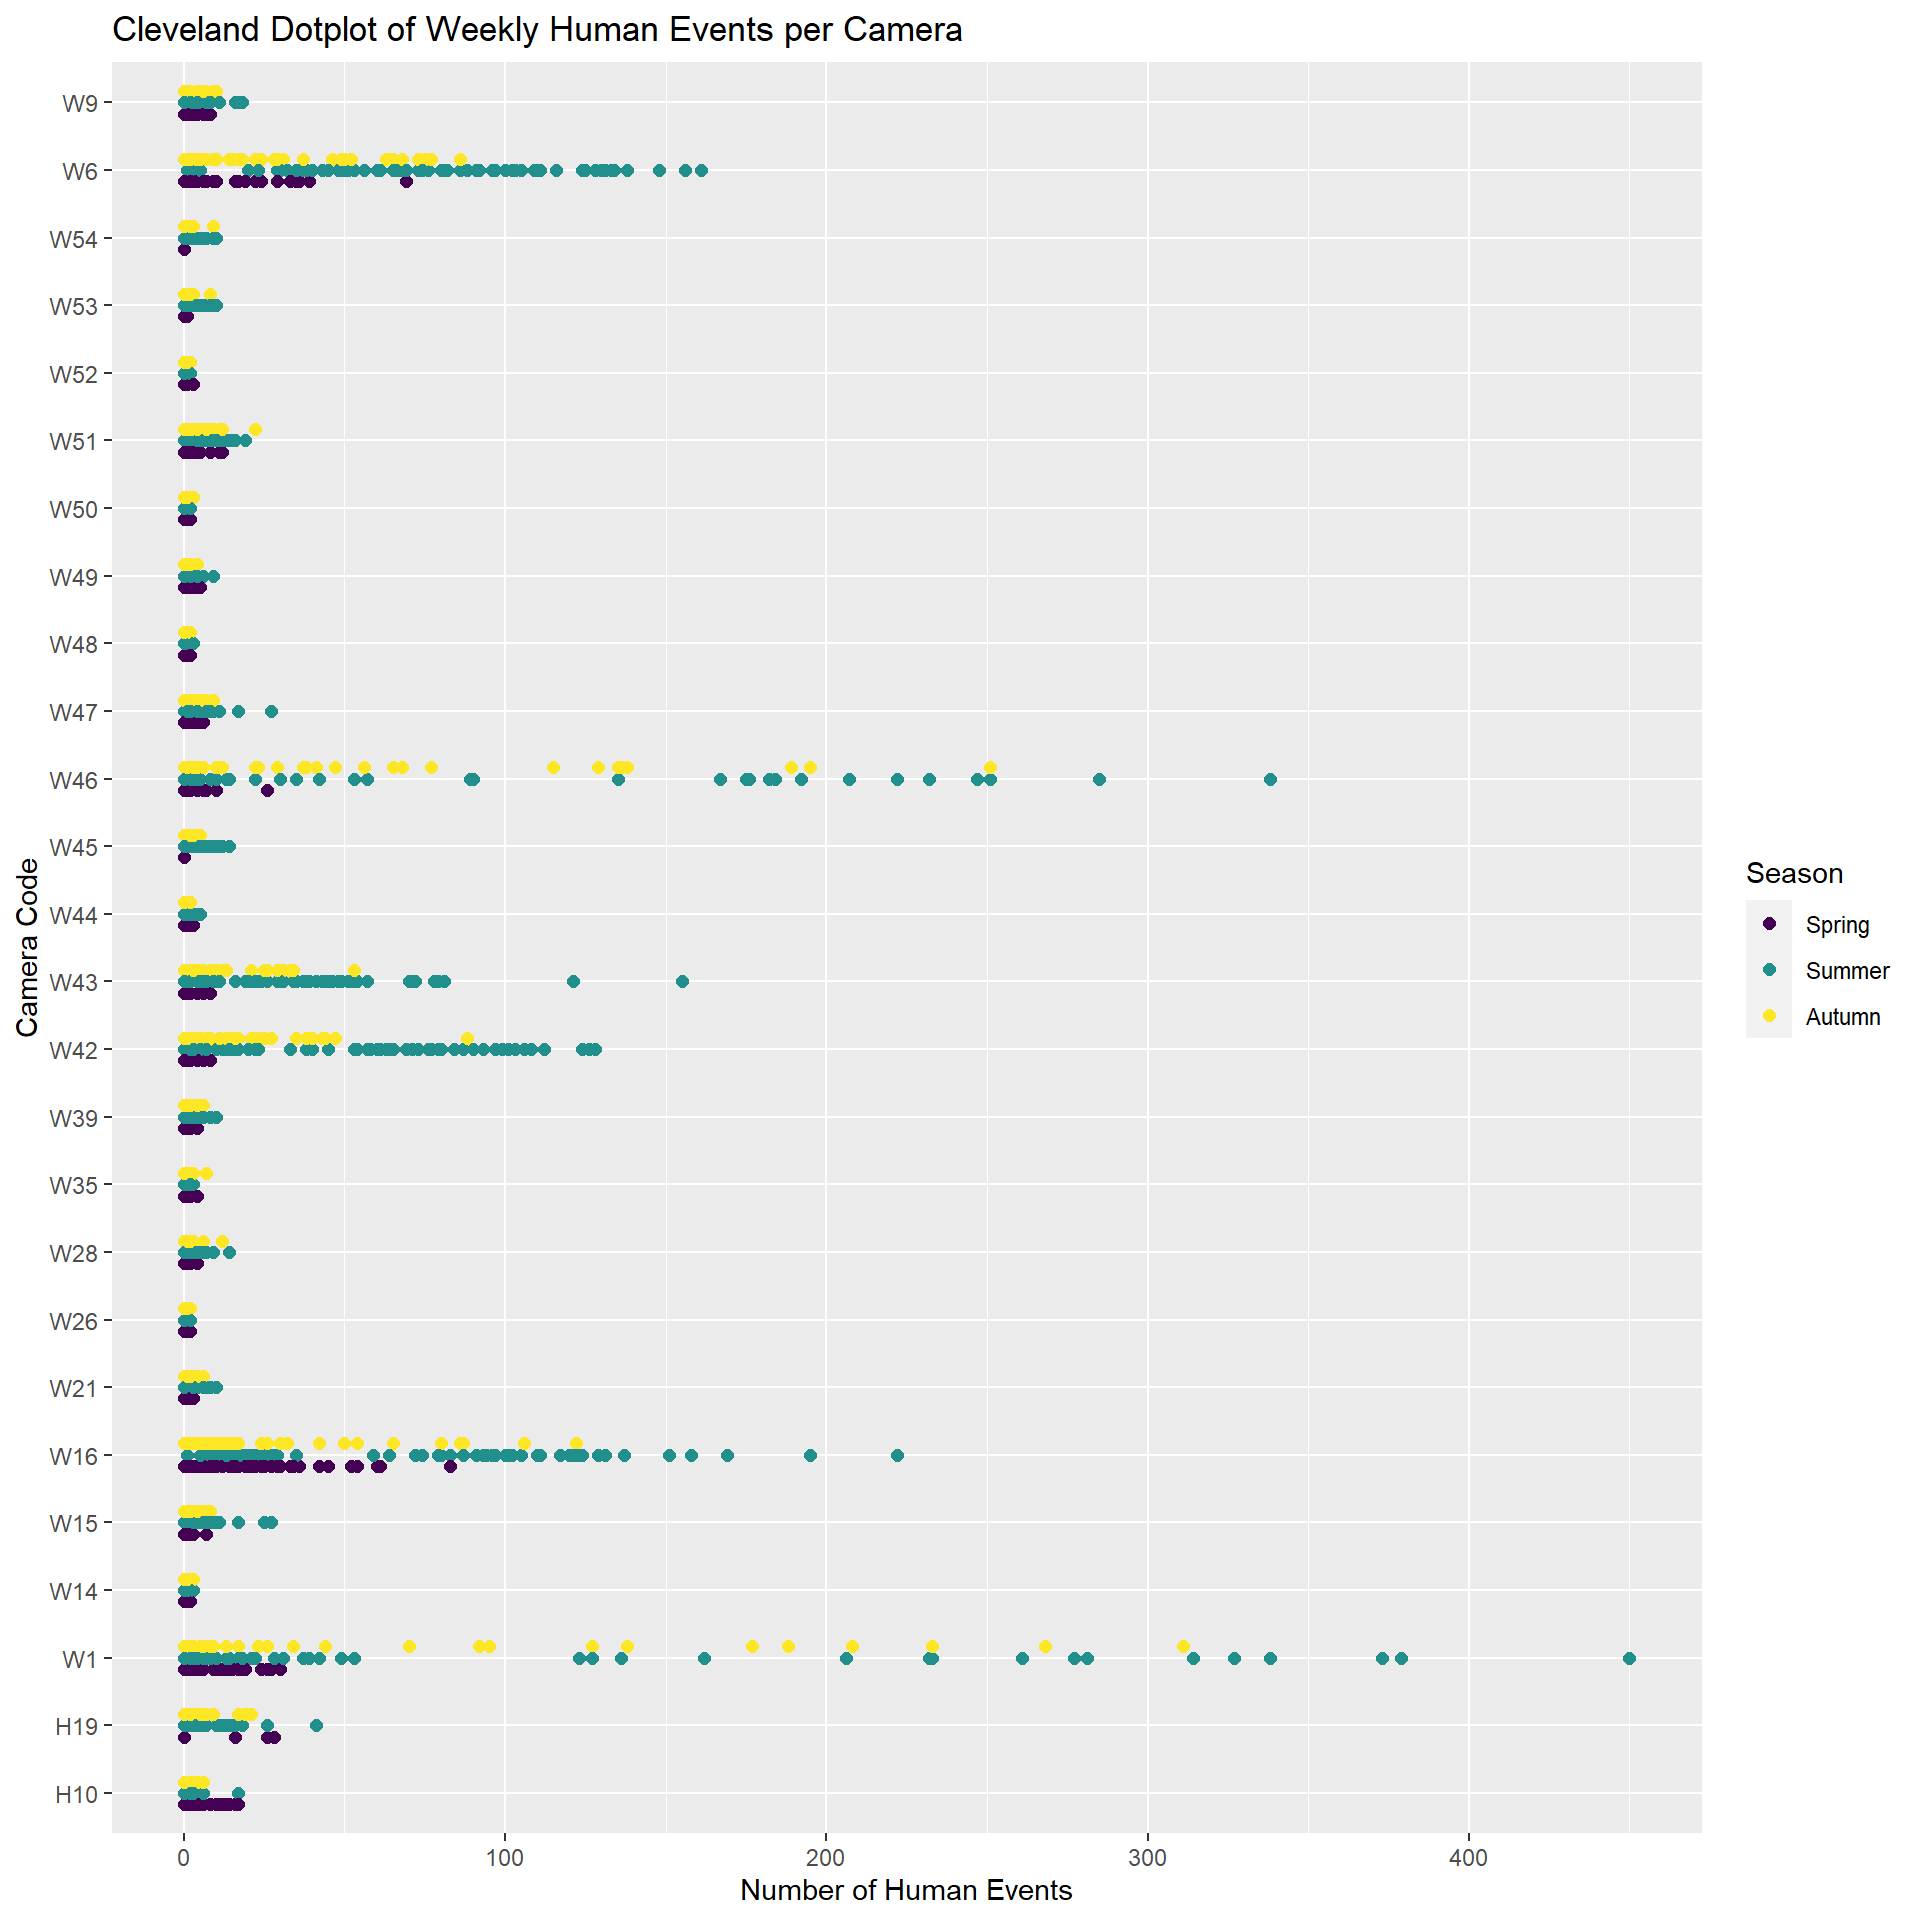 Cleveland Dotplot of Weekly Human Events per Camera
W9
W6
W54
W53
W52
W51
W50
W49
W48
W47
W46
W45
W44
W43
W42
W39
W35
W28
W26
W21
W16
W15
W14
W1
H19
H10
Camera Code
0 100 200 300 400
Number of Human Events
Season
Spring
Summer
Autumn